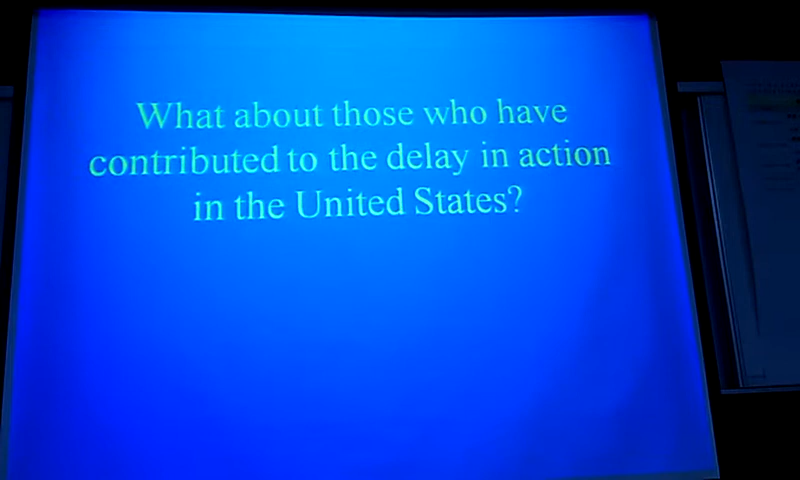 What about those who have
contributed to the delay in action
in the United States?